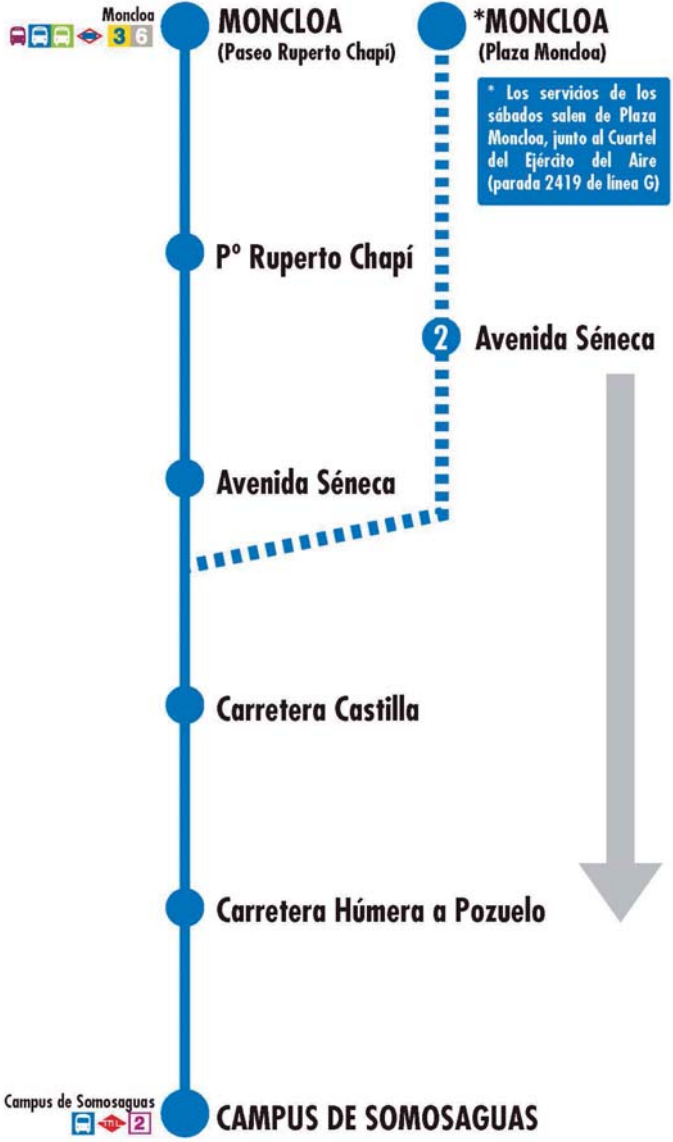 Moncloa
3 6
MONCLOA
(Paseo Ruperto Chapí)
*MONCLOA
(Plaza Moncloa)
* Los servicios de los
sábados salen de Plaza
Moncloa, junto al Cuartel
del Ejército del Aire
(parada 2419 de línea G)
Pº Ruperto Chapí
2 Avenida Séneca
Avenida Séneca
Carretera Castilla
Carretera Húmera a Pozuelo
Campus de Somosaguas
ML 2
CAMPUS DE SOMOSAGUAS